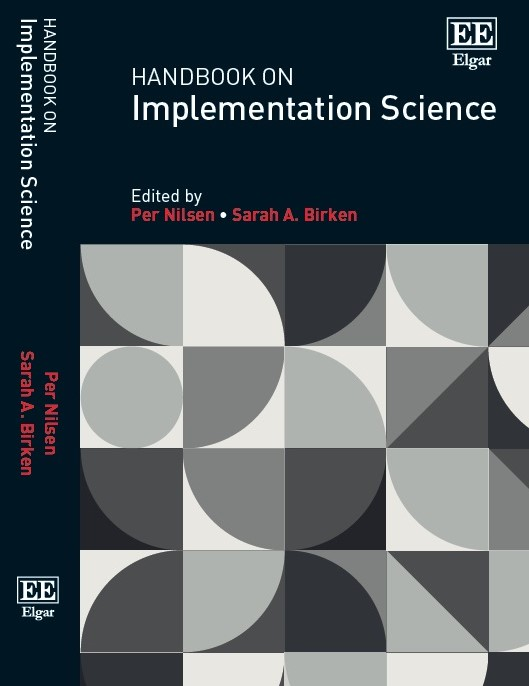 HANDBOOK ON
Implementation Science
Per Nilsen
Sarah A. Birken
EE
Elgar
EE
Elgar
HANDBOOK ON
Implementation Science
Edited by
Per Nilsen • Sarah A. Birken